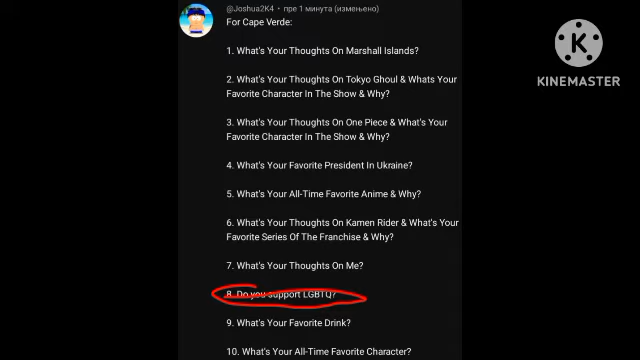 @Joshua2K4 • пре 1 минута (измењено)
For Cape Verde:
1. What's Your Thoughts On Marshall Islands?
2. What's Your Thoughts On Tokyo Ghoul & Whats Your
Favorite Character In The Show & Why?
3. What's Your Thoughts On One Piece & What's Your
Favorite Character In The Show & Why?
4. What's Your Favorite President In Ukraine?
5. What's Your All-Time Favorite Anime & Why?
6. What's Your Thoughts On Kamen Rider & What's Your
Favorite Series Of The Franchise & Why?
7. What's Your Thoughts On Me?
8. Do you support LGBTQ?
9. What's Your Favorite Drink?
10. What's Your All-Time Favorite Character?
K
KINEMASTER